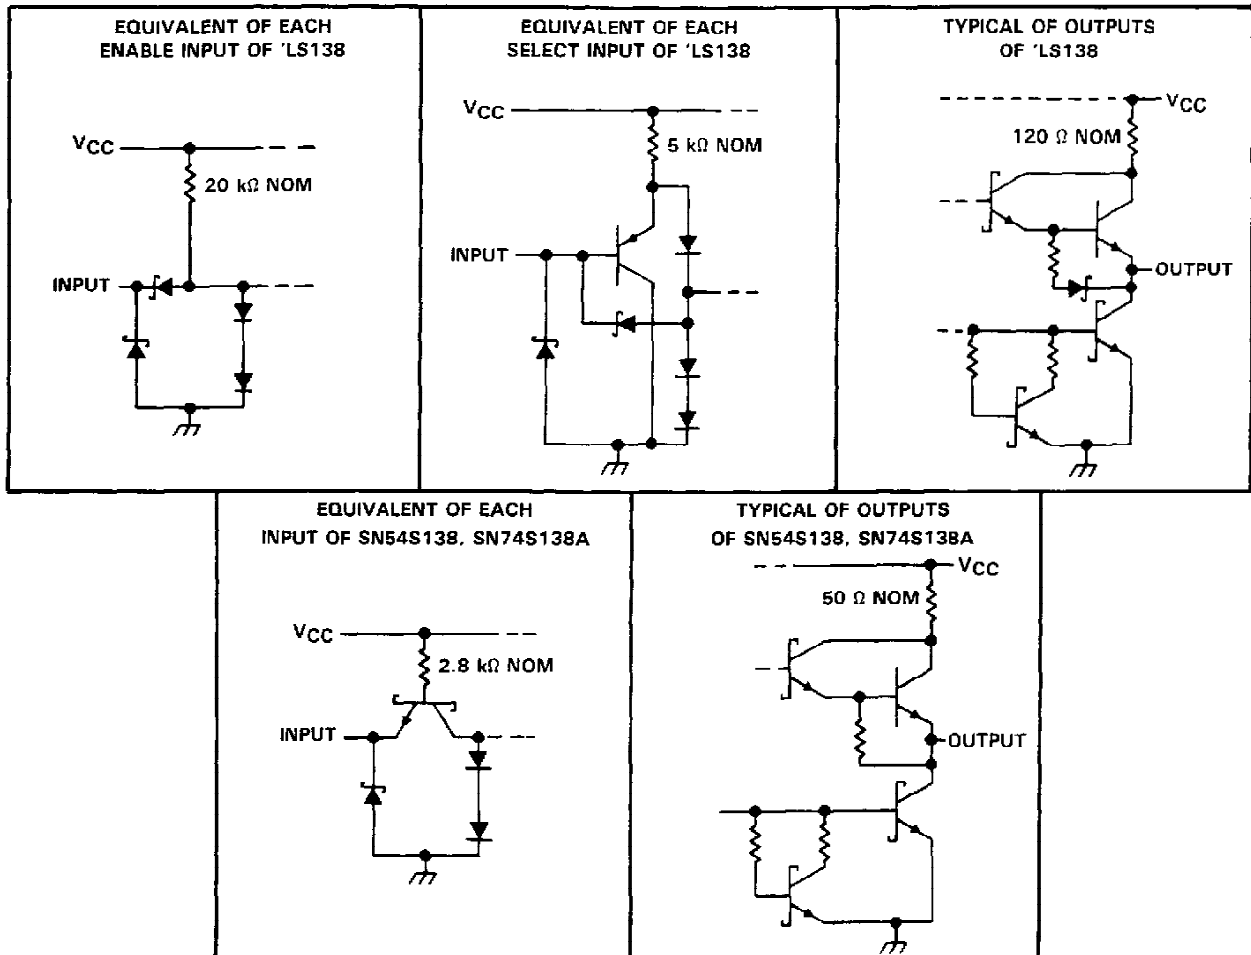 EQUIVALENT OF EACH
ENABLE INPUT OF 'LS138
VCC
20 kΩ NOM
INPUT
EQUIVALENT OF EACH
SELECT INPUT OF 'LS138
VCC
5 kΩ NOM
INPUT
TYPICAL OF OUTPUTS
OF 'LS138
VCC
120 Ω NOM
OUTPUT
EQUIVALENT OF EACH
INPUT OF SN54S138, SN74S138A
VCC
2.8 kΩ NOM
INPUT
TYPICAL OF OUTPUTS
OF SN54S138, SN74S138A
VCC
50 Ω NOM
OUTPUT